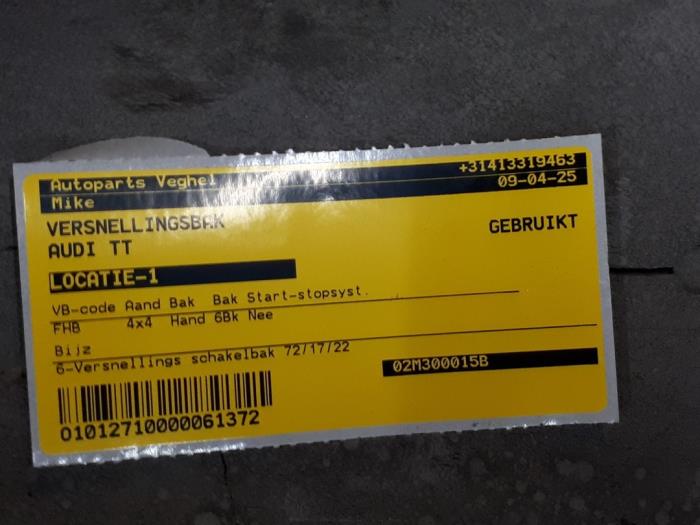 Autoparts Veghel +31413319463
Mike 09-04-25
VERSNELLINGSBAK GEBRUIKT
AUDI TT
LOCATIE-1
VB-code Aand Bak Bak Start-stopsyst.
FHB 4x4 Hand 6Bk Nee
Bijz
6-Versnellings schakelbak 72/17/22
02M300015B
01012710000061372